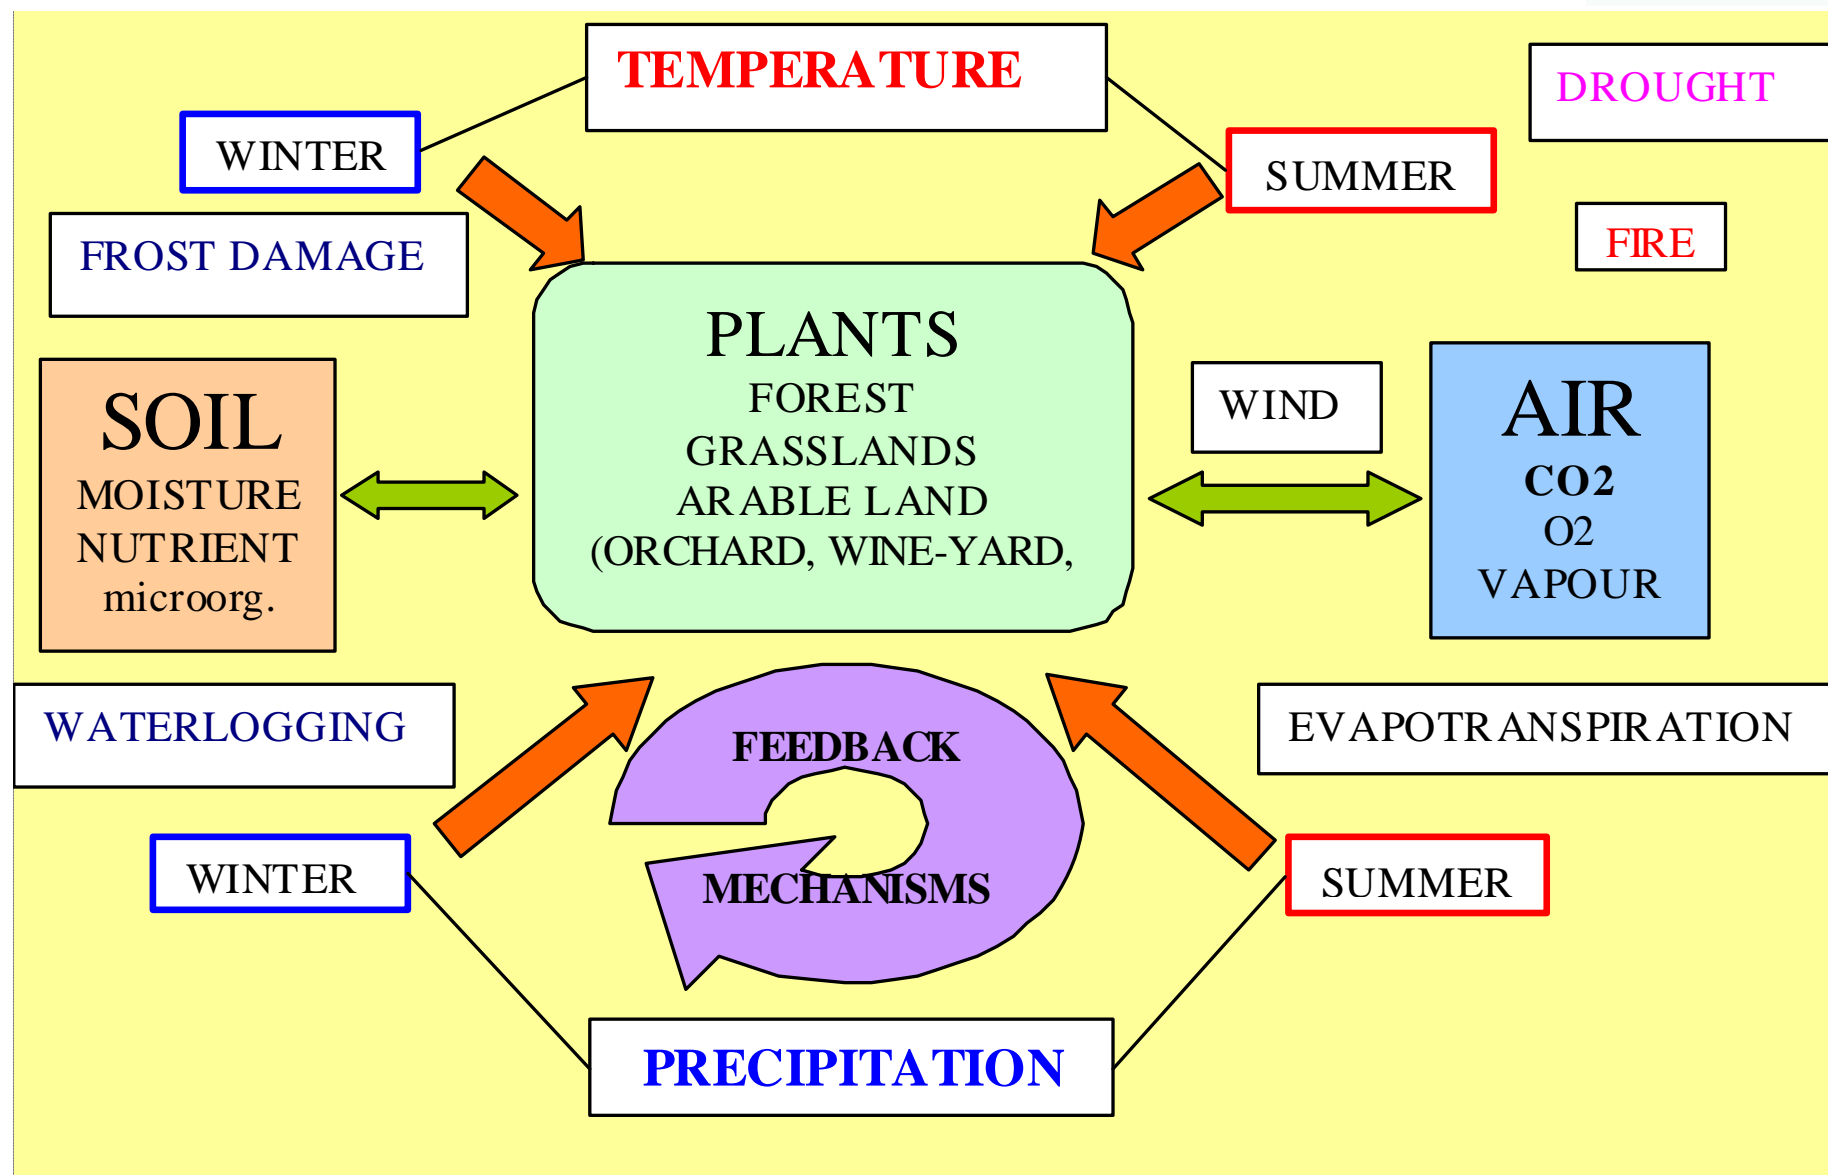 TEMPERATURE
DROUGHT
WINTER
SUMMER
FROST DAMAGE
FIRE
PLANTS
FOREST
GRASSLANDS
ARABLE LAND
(ORCHARD, WINE-YARD,
SOIL
MOISTURE
NUTRIENT
microorg.
WIND
AIR
CO2
O2
VAPOUR
WATERLOGGING
FEEDBACK
MECHANISMS
EVAPOTRANSPIRATION
WINTER
SUMMER
PRECIPITATION